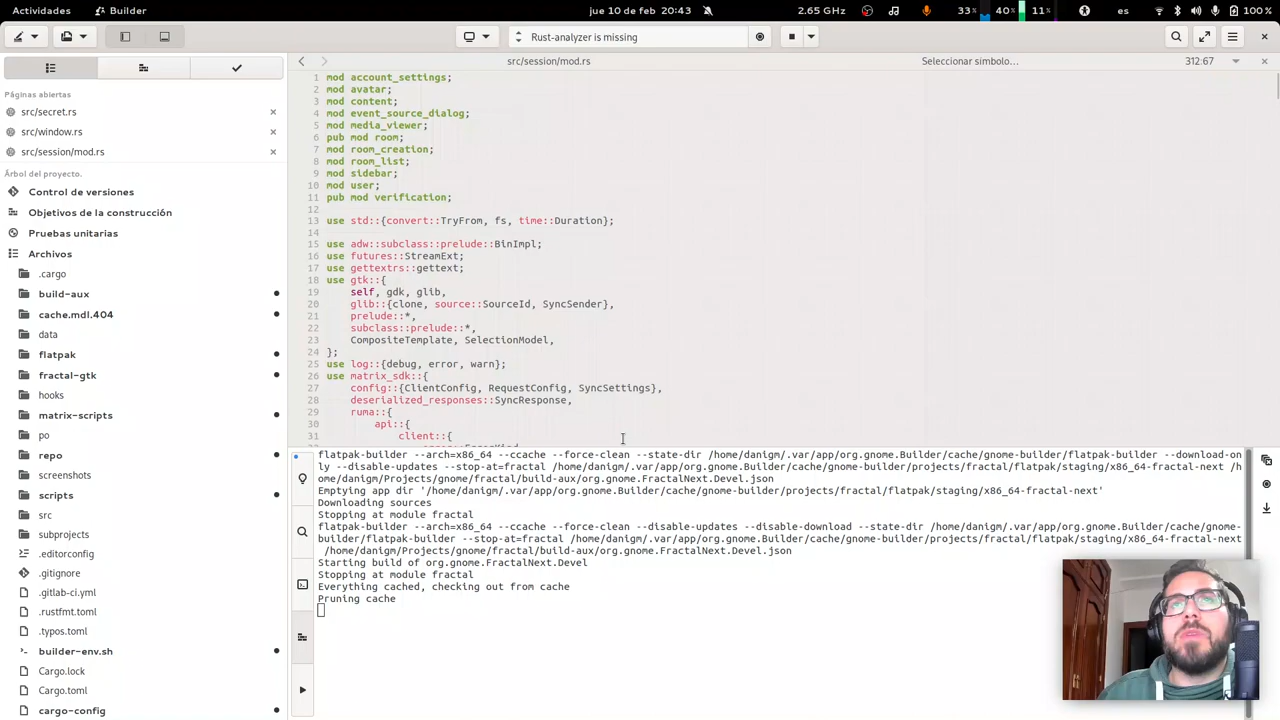 Actividades
Builder
jue 10 de feb 20:43
2.65 GHz
33%
40%
11%
es
100 %
Rust-analyzer is missing
src/session/mod.rs
Seleccionar símbolo…
312:67
Páginas abiertas
src/secret.rs
src/window.rs
src/session/mod.rs
Árbol del proyecto.
Control de versiones
Objetivos de la construcción
Pruebas unitarias
Archivos
.cargo
build-aux
cache.mdl.404
data
flatpak
fractal-gtk
hooks
matrix-scripts
po
repo
screenshots
scripts
src
subprojects
.editorconfig
.gitignore
.gitlab-ci.yml
.rustfmt.toml
.typos.toml
builder-env.sh
Cargo.lock
Cargo.toml
cargo-config
1 mod account_settings;
2 mod avatar;
3 mod content;
4 mod event_source_dialog;
5 mod media_viewer;
6 pub mod room;
7 mod room_creation;
8 mod room_list;
9 mod sidebar;
10 mod user;
11 pub mod verification;
12
13 use std::{convert::TryFrom, fs, time::Duration};
14
15 use adw::subclass::prelude::BinImpl;
16 use futures::StreamExt;
17 use gettextrs::gettext;
18 use gtk::{
19 self, gdk, glib,
20 glib::{clone, source::SourceId, SyncSender},
21 prelude::*,
22 subclass::prelude::*,
23 CompositeTemplate, SelectionModel,
24 };
25 use log::{debug, error, warn};
26 use matrix_sdk::{
27 config::{ClientConfig, RequestConfig, SyncSettings},
28 deserialized_responses::SyncResponse,
29 ruma::{
30 api::{
31 client::{
flatpak-builder --arch=x86_64 --ccache --force-clean --state-dir /home/danigm/.var/app/org.gnome.Builder/cache/gnome-builder/flatpak-builder --download-on
ly --disable-updates --stop-at=fractal /home/danigm/.var/app/org.gnome.Builder/cache/gnome-builder/projects/fractal/flatpak/staging/x86_64-fractal-next /h
ome/danigm/Projects/gnome/fractal/build-aux/org.gnome.FractalNext.Devel.json
Emptying app dir '/home/danigm/.var/app/org.gnome.Builder/cache/gnome-builder/projects/fractal/flatpak/staging/x86_64-fractal-next'
Downloading sources
Stopping at module fractal
flatpak-builder --arch=x86_64 --ccache --force-clean --disable-updates --disable-download --state-dir /home/danigm/.var/app/org.gnome.Builder/cache/gnome-
builder/flatpak-builder --stop-at=fractal /home/danigm/.var/app/org.gnome.Builder/cache/gnome-builder/projects/fractal/flatpak/staging/x86_64-fractal-next
/home/danigm/Projects/gnome/fractal/build-aux/org.gnome.FractalNext.Devel.json
Starting build of org.gnome.FractalNext.Devel
Stopping at module fractal
Everything cached, checking out from cache
Pruning cache